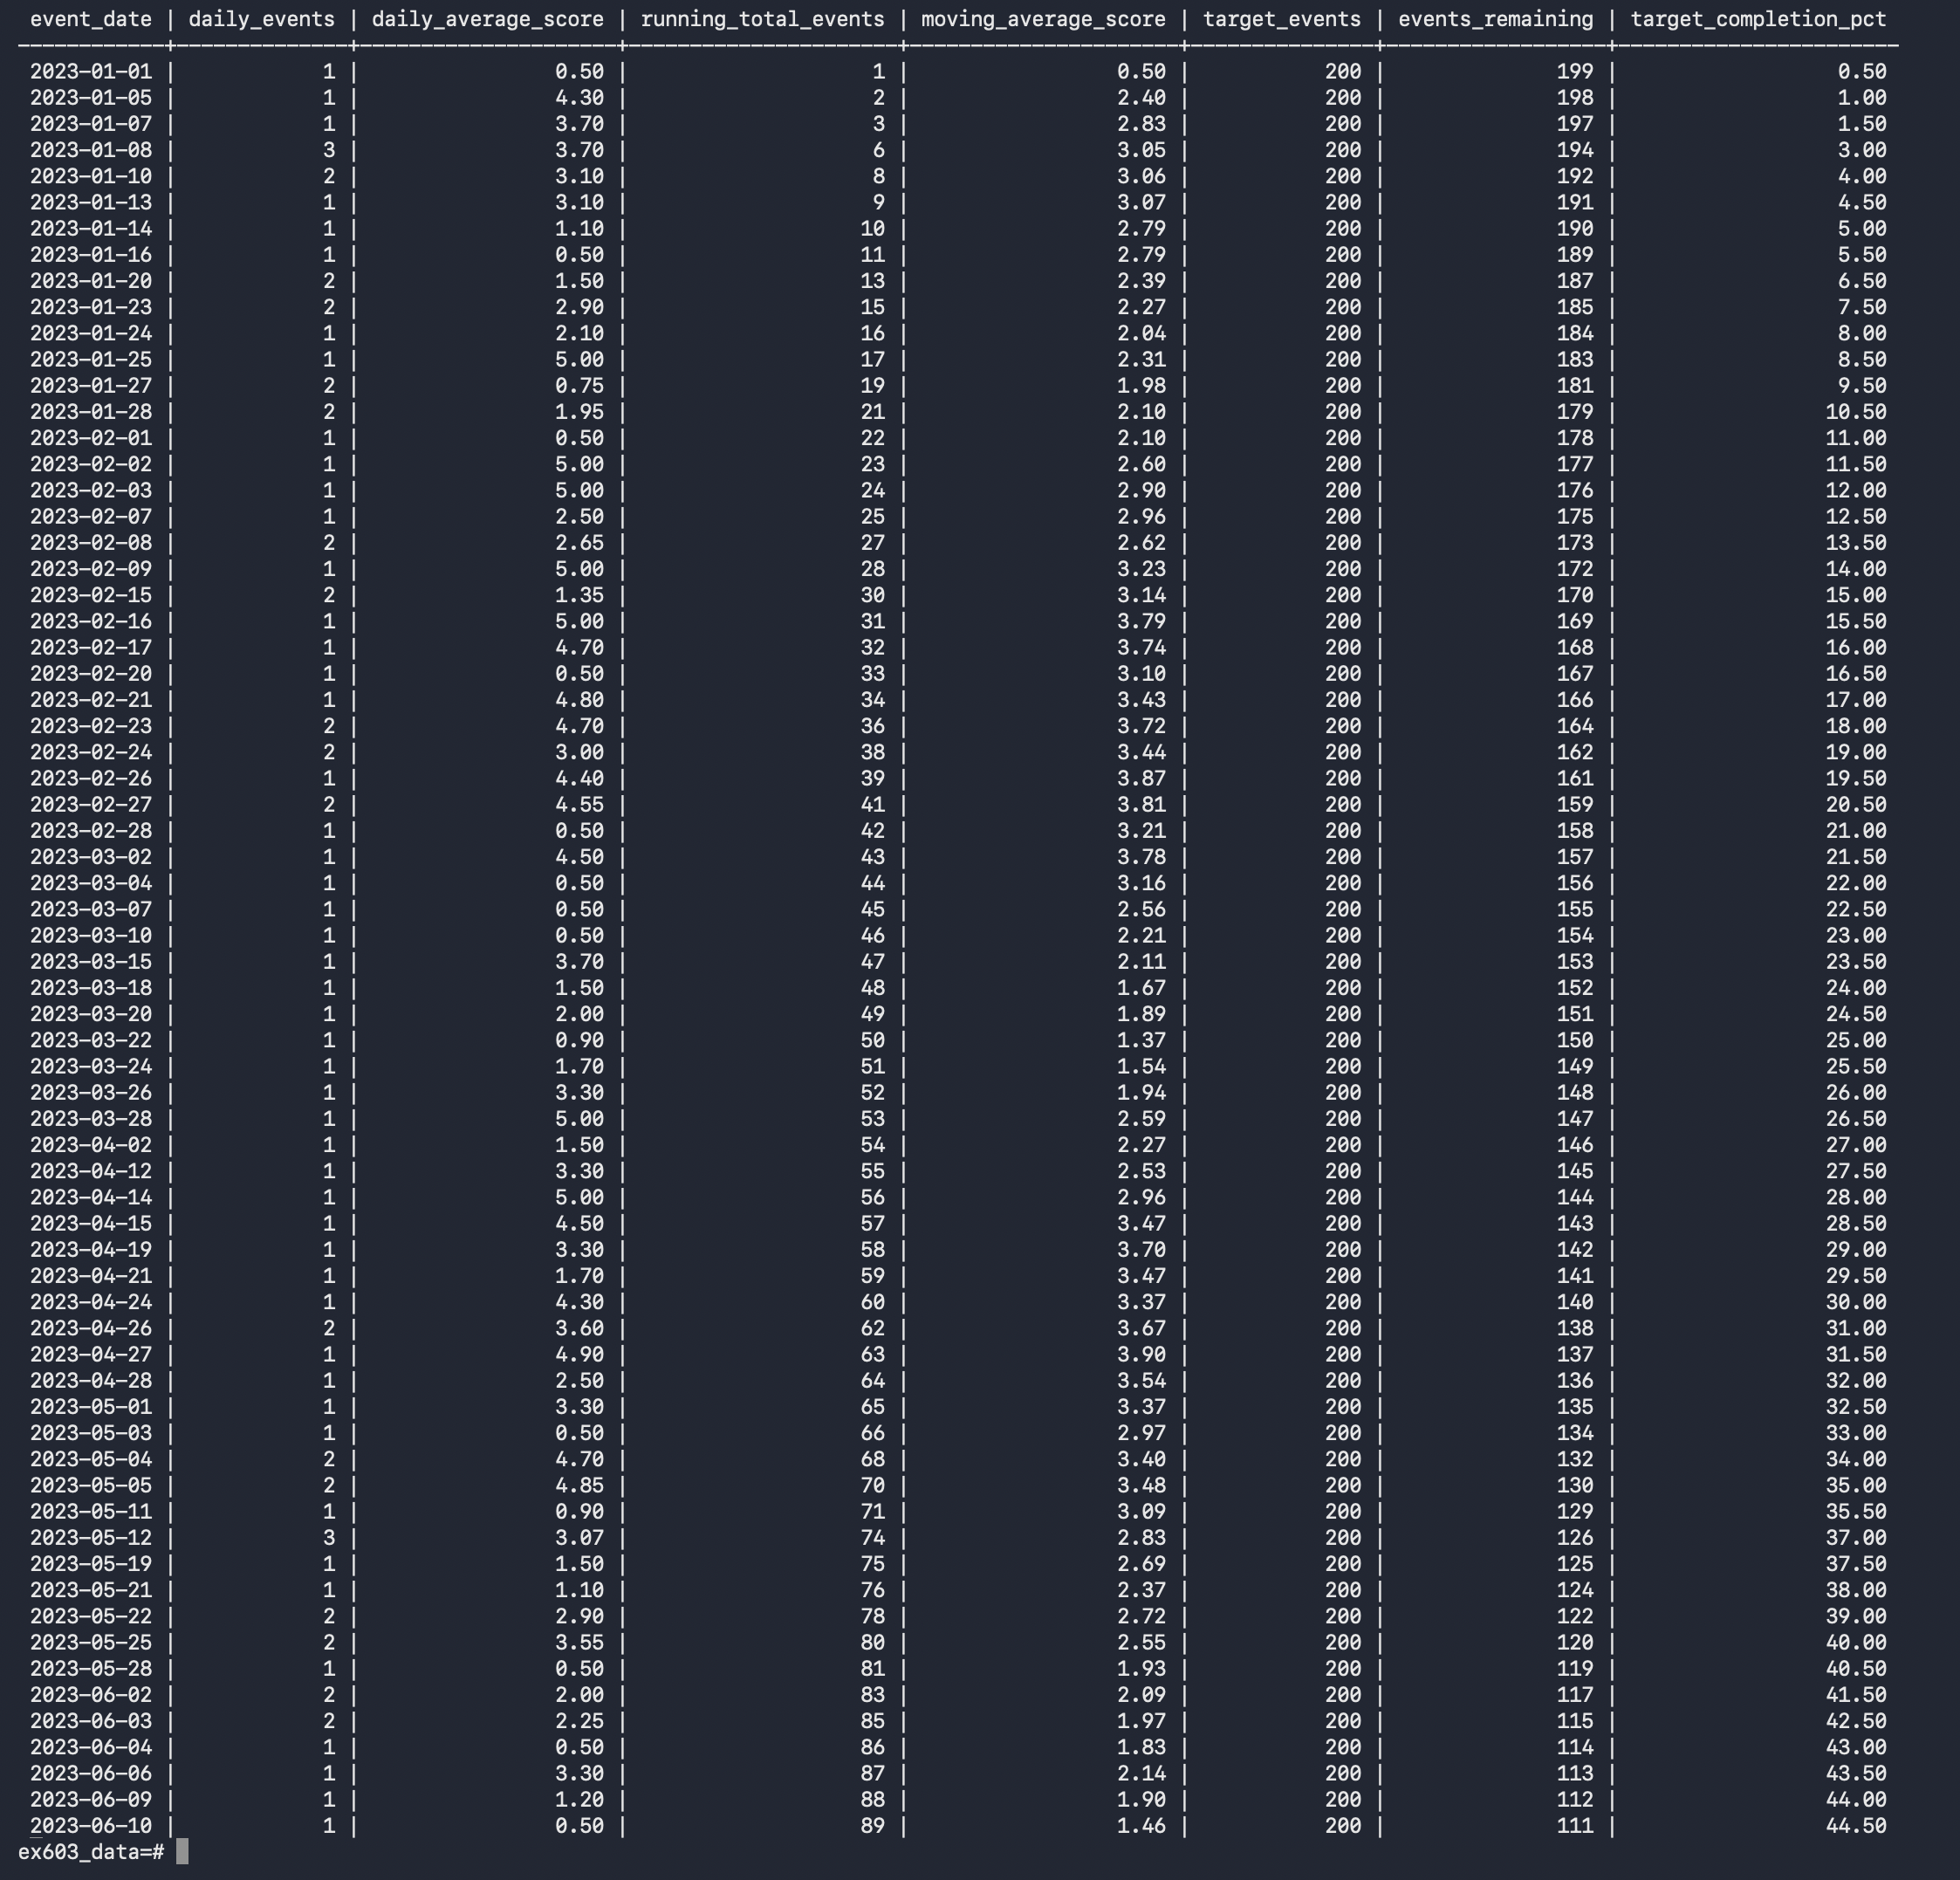 event_date | daily_events | daily_average_score | running_total_events | moving_average_score | target_events | events_remaining | target_completion_pct
2023-01-01 | 1 | 0.50 | 1 | 0.50 | 200 | 199 | 0.50
2023-01-05 | 1 | 4.30 | 2 | 2.40 | 200 | 198 | 1.00
2023-01-07 | 1 | 3.70 | 3 | 2.83 | 200 | 197 | 1.50
2023-01-08 | 3 | 3.70 | 6 | 3.05 | 200 | 194 | 3.00
2023-01-10 | 2 | 3.10 | 8 | 3.06 | 200 | 192 | 4.00
2023-01-13 | 1 | 3.10 | 9 | 3.07 | 200 | 191 | 4.50
2023-01-14 | 1 | 1.10 | 10 | 2.79 | 200 | 190 | 5.00
2023-01-16 | 1 | 0.50 | 11 | 2.79 | 200 | 189 | 5.50
2023-01-20 | 2 | 1.50 | 13 | 2.39 | 200 | 187 | 6.50
2023-01-23 | 2 | 2.90 | 15 | 2.27 | 200 | 185 | 7.50
2023-01-24 | 1 | 2.10 | 16 | 2.04 | 200 | 184 | 8.00
2023-01-25 | 1 | 5.00 | 17 | 2.31 | 200 | 183 | 8.50
2023-01-27 | 2 | 0.75 | 19 | 1.98 | 200 | 181 | 9.50
2023-01-28 | 2 | 1.95 | 21 | 2.10 | 200 | 179 | 10.50
2023-02-01 | 1 | 0.50 | 22 | 2.10 | 200 | 178 | 11.00
2023-02-02 | 1 | 5.00 | 23 | 2.60 | 200 | 177 | 11.50
2023-02-03 | 1 | 5.00 | 24 | 2.90 | 200 | 176 | 12.00
2023-02-07 | 1 | 2.50 | 25 | 2.96 | 200 | 175 | 12.50
2023-02-08 | 2 | 2.65 | 27 | 2.62 | 200 | 173 | 13.50
2023-02-09 | 1 | 5.00 | 28 | 3.23 | 200 | 172 | 14.00
2023-02-15 | 2 | 1.35 | 30 | 3.14 | 200 | 170 | 15.00
2023-02-16 | 1 | 5.00 | 31 | 3.79 | 200 | 169 | 15.50
2023-02-17 | 1 | 4.70 | 32 | 3.74 | 200 | 168 | 16.00
2023-02-20 | 1 | 0.50 | 33 | 3.10 | 200 | 167 | 16.50
2023-02-21 | 1 | 4.80 | 34 | 3.43 | 200 | 166 | 17.00
2023-02-23 | 2 | 4.70 | 36 | 3.72 | 200 | 164 | 18.00
2023-02-24 | 2 | 3.00 | 38 | 3.44 | 200 | 162 | 19.00
2023-02-26 | 1 | 4.40 | 39 | 3.87 | 200 | 161 | 19.50
2023-02-27 | 2 | 4.55 | 41 | 3.81 | 200 | 159 | 20.50
2023-02-28 | 1 | 0.50 | 42 | 3.21 | 200 | 158 | 21.00
2023-03-02 | 1 | 4.50 | 43 | 3.78 | 200 | 157 | 21.50
2023-03-04 | 1 | 0.50 | 44 | 3.16 | 200 | 156 | 22.00
2023-03-07 | 1 | 0.50 | 45 | 2.56 | 200 | 155 | 22.50
2023-03-10 | 1 | 0.50 | 46 | 2.21 | 200 | 154 | 23.00
2023-03-15 | 1 | 3.70 | 47 | 2.11 | 200 | 153 | 23.50
2023-03-18 | 1 | 1.50 | 48 | 1.67 | 200 | 152 | 24.00
2023-03-20 | 1 | 2.00 | 49 | 1.89 | 200 | 151 | 24.50
2023-03-22 | 1 | 0.90 | 50 | 1.37 | 200 | 150 | 25.00
2023-03-24 | 1 | 1.70 | 51 | 1.54 | 200 | 149 | 25.50
2023-03-26 | 1 | 3.30 | 52 | 1.94 | 200 | 148 | 26.00
2023-03-28 | 1 | 5.00 | 53 | 2.59 | 200 | 147 | 26.50
2023-04-02 | 1 | 1.50 | 54 | 2.27 | 200 | 146 | 27.00
2023-04-12 | 1 | 3.30 | 55 | 2.53 | 200 | 145 | 27.50
2023-04-14 | 1 | 5.00 | 56 | 2.96 | 200 | 144 | 28.00
2023-04-15 | 1 | 4.50 | 57 | 3.47 | 200 | 143 | 28.50
2023-04-19 | 1 | 3.30 | 58 | 3.70 | 200 | 142 | 29.00
2023-04-21 | 1 | 1.70 | 59 | 3.47 | 200 | 141 | 29.50
2023-04-24 | 1 | 4.30 | 60 | 3.37 | 200 | 140 | 30.00
2023-04-26 | 2 | 3.60 | 62 | 3.67 | 200 | 138 | 31.00
2023-04-27 | 1 | 4.90 | 63 | 3.90 | 200 | 137 | 31.50
2023-04-28 | 1 | 2.50 | 64 | 3.54 | 200 | 136 | 32.00
2023-05-01 | 1 | 3.30 | 65 | 3.37 | 200 | 135 | 32.50
2023-05-03 | 1 | 0.50 | 66 | 2.97 | 200 | 134 | 33.00
2023-05-04 | 2 | 4.70 | 68 | 3.40 | 200 | 132 | 34.00
2023-05-05 | 2 | 4.85 | 70 | 3.48 | 200 | 130 | 35.00
2023-05-11 | 1 | 0.90 | 71 | 3.09 | 200 | 129 | 35.50
2023-05-12 | 3 | 3.07 | 74 | 2.83 | 200 | 126 | 37.00
2023-05-19 | 1 | 1.50 | 75 | 2.69 | 200 | 125 | 37.50
2023-05-21 | 1 | 1.10 | 76 | 2.37 | 200 | 124 | 38.00
2023-05-22 | 2 | 2.90 | 78 | 2.72 | 200 | 122 | 39.00
2023-05-25 | 2 | 3.55 | 80 | 2.55 | 200 | 120 | 40.00
2023-05-28 | 1 | 0.50 | 81 | 1.93 | 200 | 119 | 40.50
2023-06-02 | 2 | 2.00 | 83 | 2.09 | 200 | 117 | 41.50
2023-06-03 | 2 | 2.25 | 85 | 1.97 | 200 | 115 | 42.50
2023-06-04 | 1 | 0.50 | 86 | 1.83 | 200 | 114 | 43.00
2023-06-06 | 1 | 3.30 | 87 | 2.14 | 200 | 113 | 43.50
2023-06-09 | 1 | 1.20 | 88 | 1.90 | 200 | 112 | 44.00
2023-06-10 | 1 | 0.50 | 89 | 1.46 | 200 | 111 | 44.50
ex603_data=#